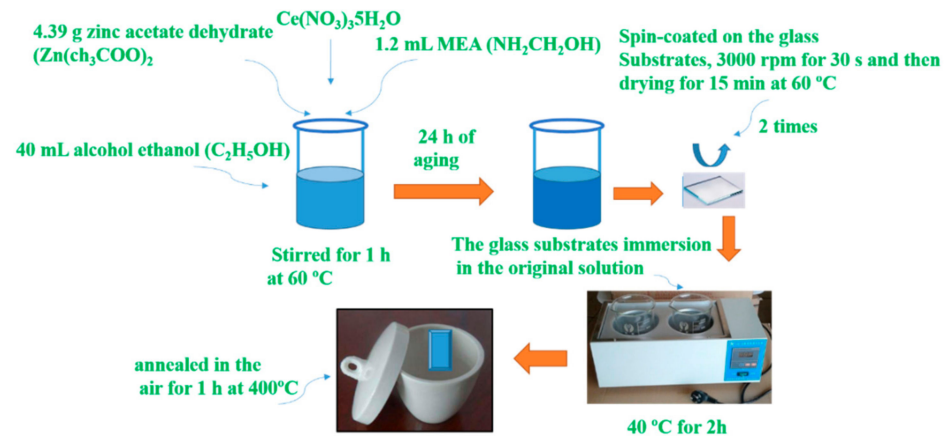 Ce(NO₃)₃5H₂O
4.39 g zinc acetate dehydrate
(Zn(ch₃COO)₂
1.2 mL MEA (NH₂CH₂OH)
Spin-coated on the glass
Substrates, 3000 rpm for 30 s and then
drying for 15 min at 60 ºC
2 times
40 mL alcohol ethanol (C₂H₅OH)
24 h of
aging
Stirred for 1 h
at 60 ºC
The glass substrates immersion
in the original solution
annealed in the
air for 1 h at 400ºC
40 ºC for 2h